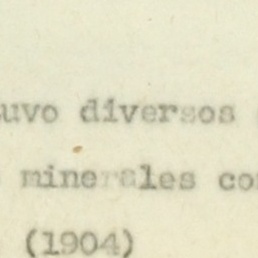 uvo diversos
minerales co
(1904)